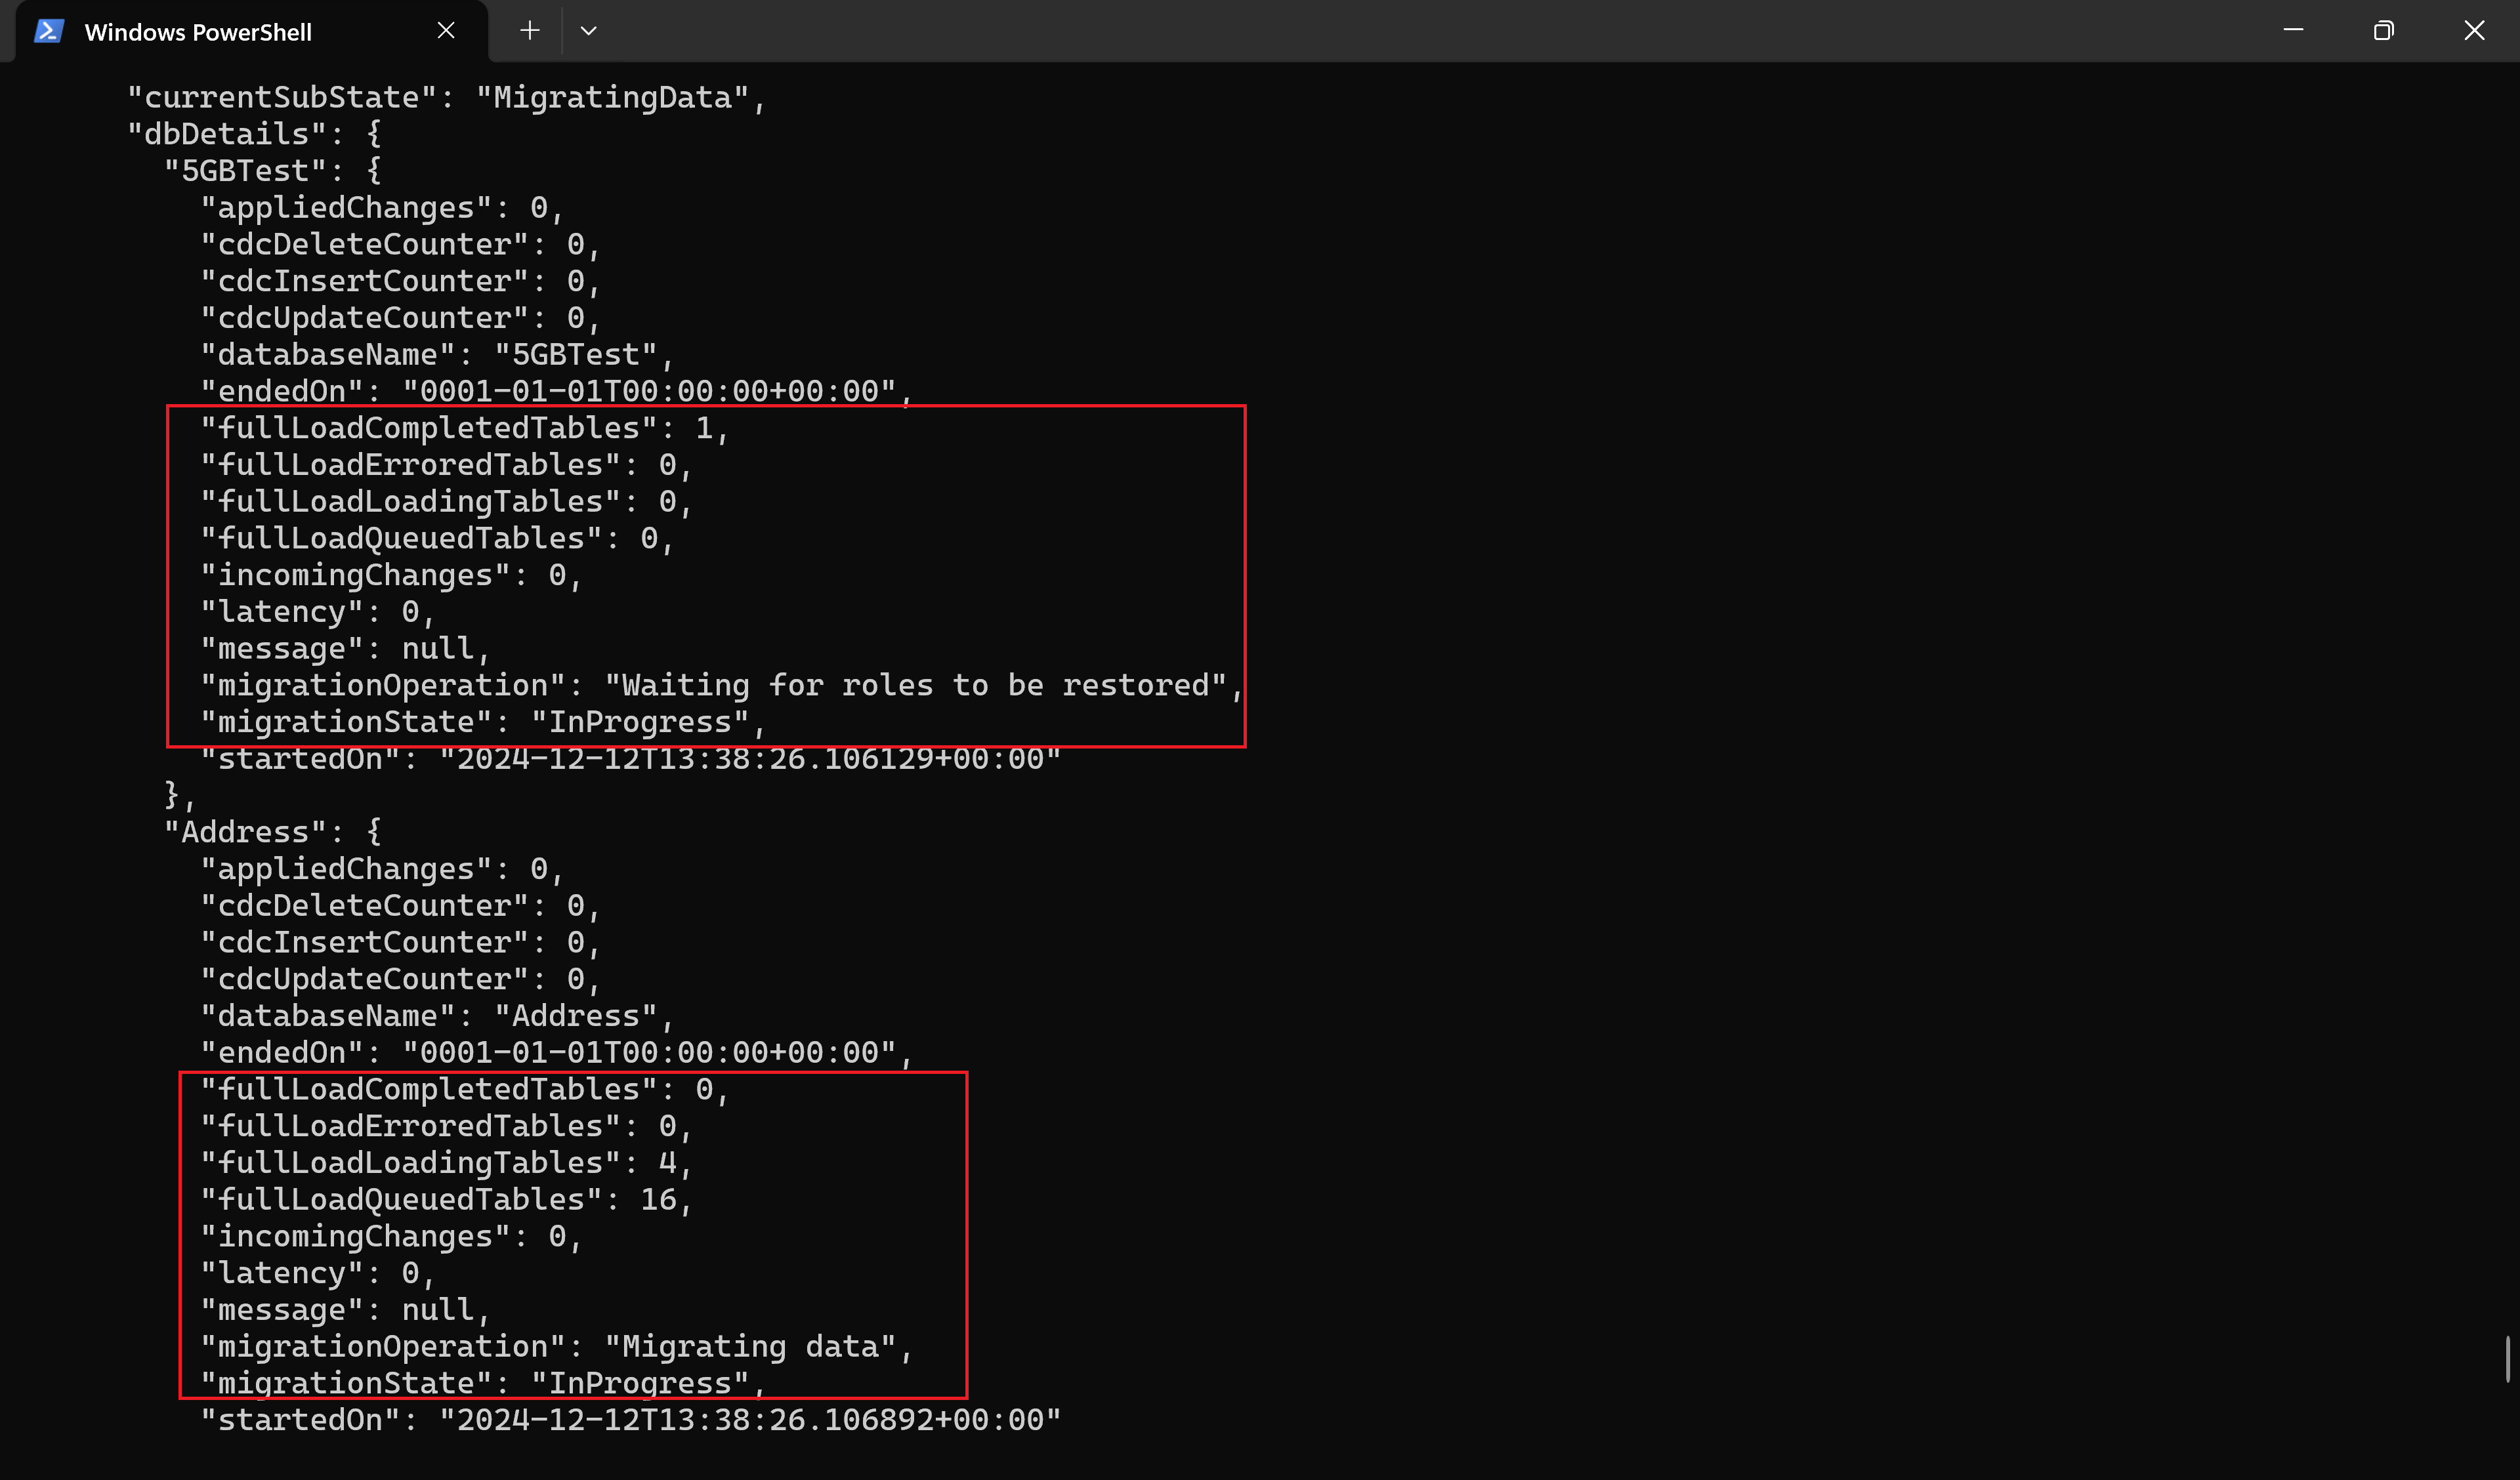 Windows PowerShell
"currentSubState": "MigratingData",
"dbDetails": {
"5GBTest": {
"appliedChanges": 0,
"cdcDeleteCounter": 0,
"cdcInsertCounter": 0,
"cdcUpdateCounter": 0,
"databaseName": "5GBTest",
"endedOn": "0001-01-01T00:00:00+00:00",
"fullLoadCompletedTables": 1,
"fullLoadErroredTables": 0,
"fullLoadLoadingTables": 0,
"fullLoadQueuedTables": 0,
"incomingChanges": 0,
"latency": 0,
"message": null,
"migrationOperation": "Waiting for roles to be restored",
"migrationState": "InProgress",
"startedOn": "2024-12-12T13:38:26.106129+00:00"
},
"Address": {
"appliedChanges": 0,
"cdcDeleteCounter": 0,
"cdcInsertCounter": 0,
"cdcUpdateCounter": 0,
"databaseName": "Address",
"endedOn": "0001-01-01T00:00:00+00:00",
"fullLoadCompletedTables": 0,
"fullLoadErroredTables": 0,
"fullLoadLoadingTables": 4,
"fullLoadQueuedTables": 16,
"incomingChanges": 0,
"latency": 0,
"message": null,
"migrationOperation": "Migrating data",
"migrationState": "InProgress",
"startedOn": "2024-12-12T13:38:26.106892+00:00"